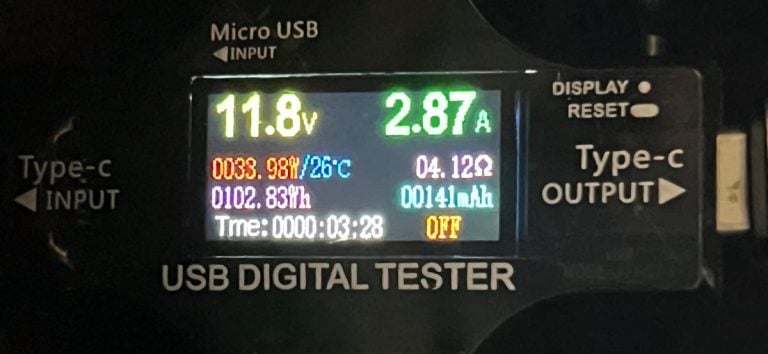 Micro USB
◀INPUT
DISPLAY
RESET
11.8V
2.87A
Type-c
◀ INPUT
0033.98W/26°C
04.12Ω
Type-c
OUTPUT▶
0102.83Wh
00141mAh
Tme:0000:03:28
OFF
USB DIGITAL TESTER